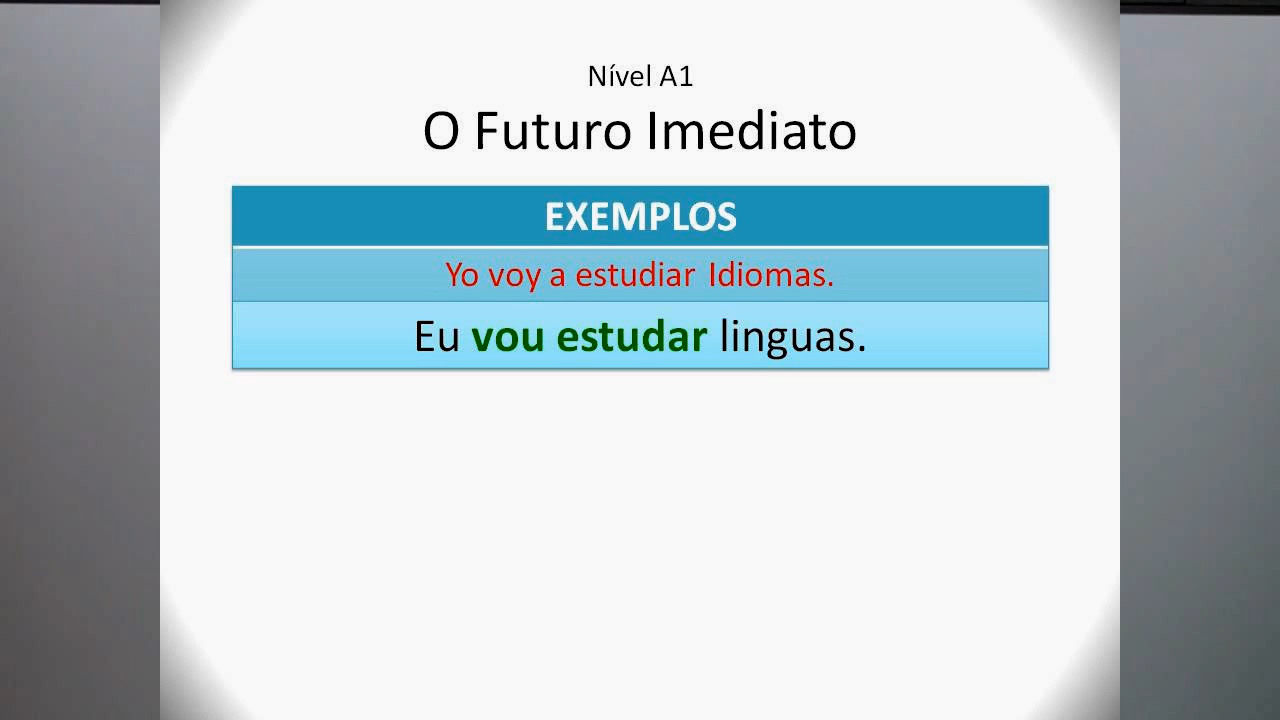 Nível A1
O Futuro Imediato
EXEMPLOS
Yo voy a estudiar Idiomas.
Eu vou estudar linguas.